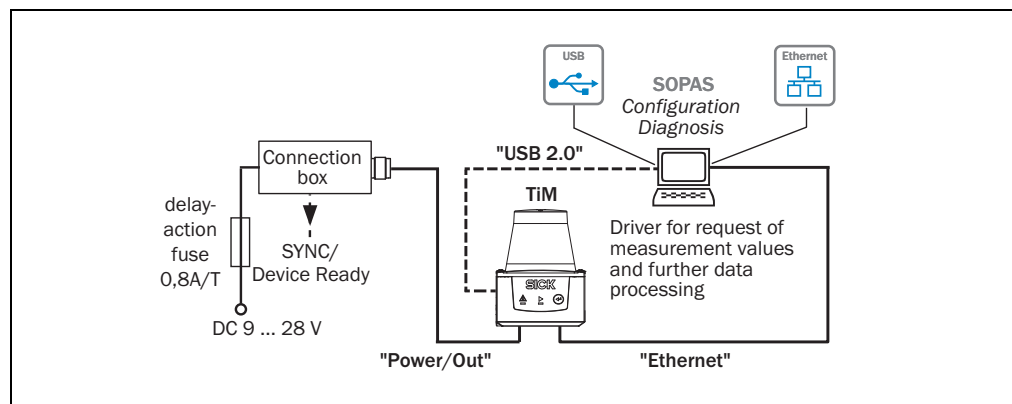 USB
Ethernet
SOPAS
Configuration
Diagnosis
"USB 2.0"
Connection
box
TiM
delay-
action
fuse
0,8A/T
SYNC/
Device Ready
Driver for request of
measurement values
and further data
processing
SICK
DC 9 ... 28 V
"Power/Out"
"Ethernet"